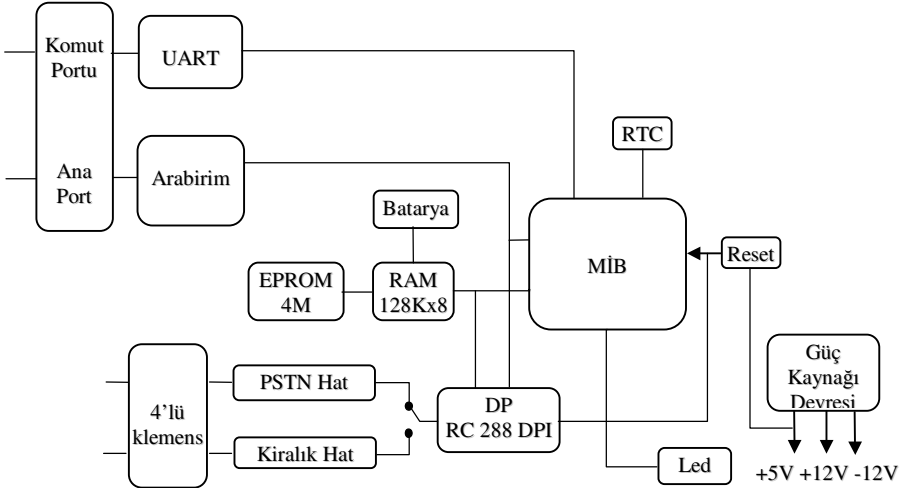 Komut
Portu
UART
RTC
Ana
Port
Arabirim
Batarya
MİB
Reset
EPROM
4M
RAM
128Kx8
Güç
Kaynağı
Devresi
PSTN Hat
4'lü
klemens
DP
RC 288 DPI
Kiralık Hat
Led
+5V +12V -12V